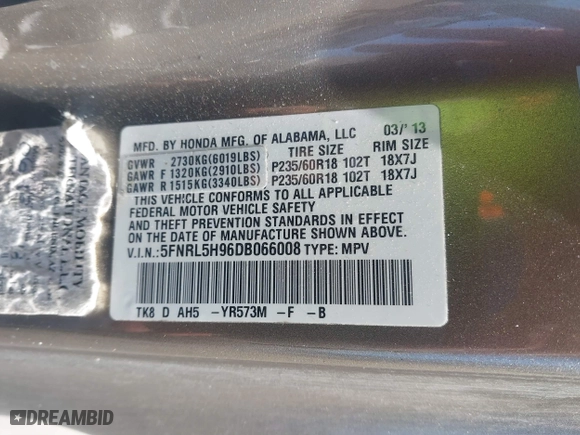 MFD. BY HONDA MFG. OF ALABAMA, LLC 03/'13
TIRE SIZE RIM SIZE
GVWR - 2730KG(6019LBS)
GAWR F 1320KG(2910LBS) P235/60R18 102T 18X7J
GAWR R 1515KG(3340LBS) P235/60R18 102T 18X7J
THIS VEHICLE CONFORMS TO ALL APPLICABLE
FEDERAL MOTOR VEHICLE SAFETY
AND THEFT PREVENTION STANDARDS IN EFFECT
ON DATE OF MANUFACTURE SHOWN ABOVE.
V.I.N.: 5FNRL5H96DB066008 TYPE: MPV
TK8 D AH5 -YR573M -F -B
MOBILITY
DREAMBID